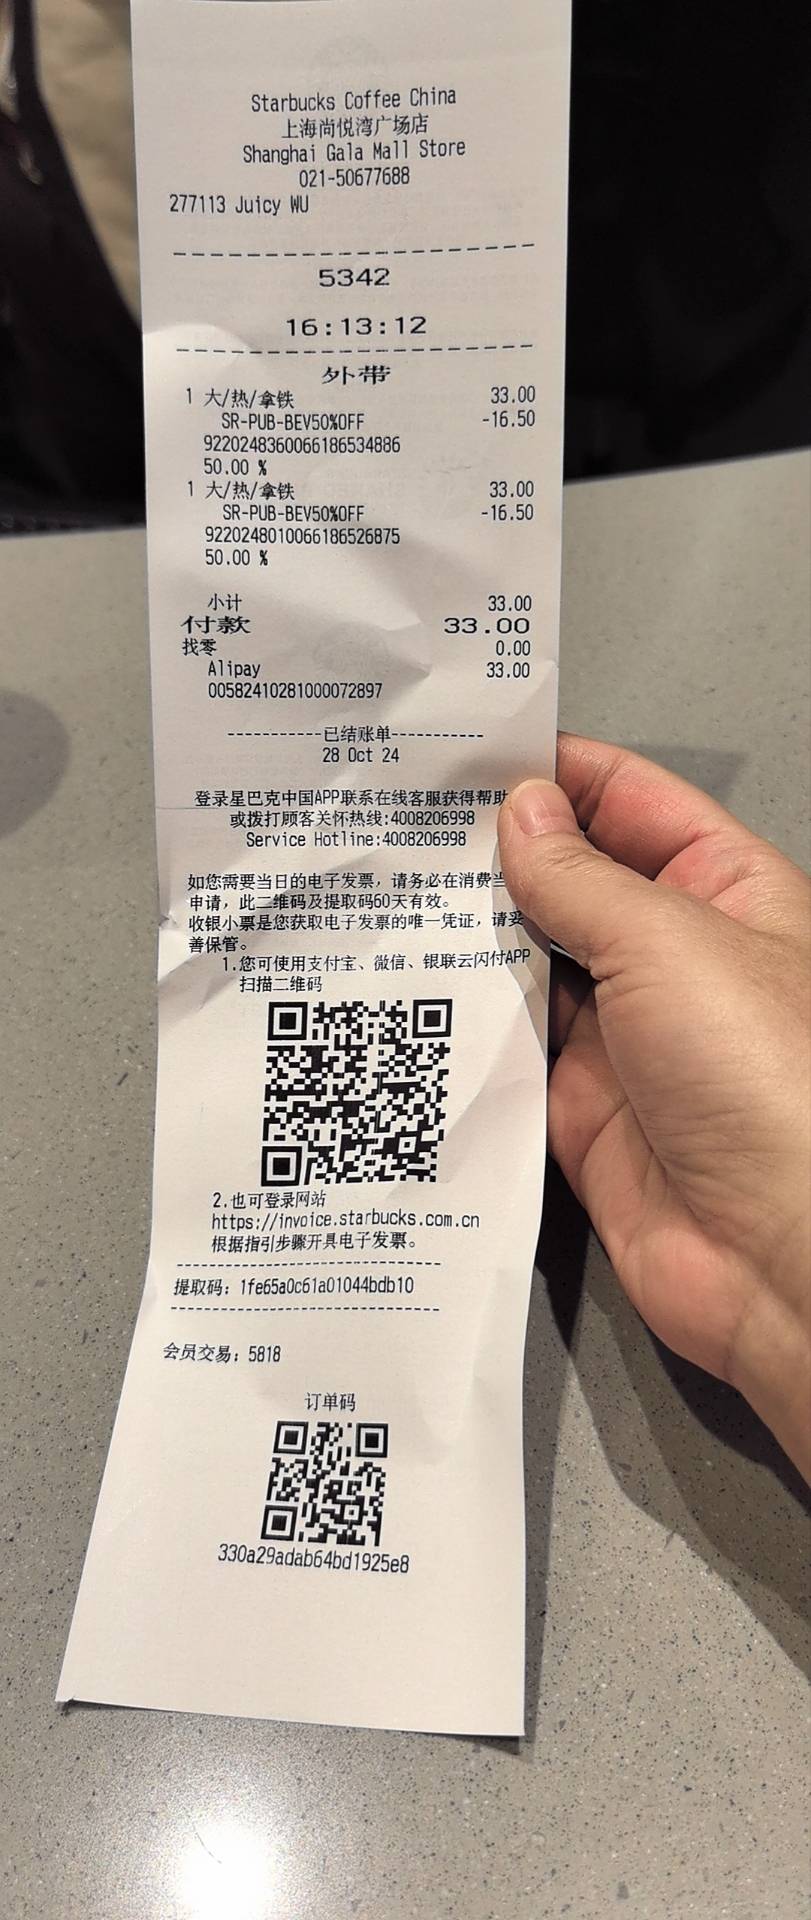 Starbucks Coffee China
上海尚悦湾广场店
Shanghai Gala Mall Store
021-50677688
277113 Juicy WU
5342
16:13:12
外带
1 大/热/拿铁 33.00
SR-PUB-BEV50%OFF -16.50
9220248360066186534886
50.00 %
1 大/热/拿铁 33.00
SR-PUB-BEV50%OFF -16.50
9220248010066186526875
50.00 %
小计 33.00
付款 33.00
找零 0.00
Alipay 33.00
00582410281000072897
-----------已结账单-----------
28 Oct 24
登录星巴克中国APP联系在线客服获得帮助
或拨打顾客关怀热线:4008206998
Service Hotline:4008206998
如您需要当日的电子发票，请务必在消费当
申请，此二维码及提取码60天有效。
收银小票是您获取电子发票的唯一凭证，请妥
善保管。
1.您可使用支付宝、微信、银联云闪付APP
扫描二维码
2.也可登录网站
https://invoice.starbucks.com.cn
根据指引步骤开具电子发票。
提取码：1fe65a0c61a01044bdb10
会员交易：5818
订单码
330a29adab64bd1925e8